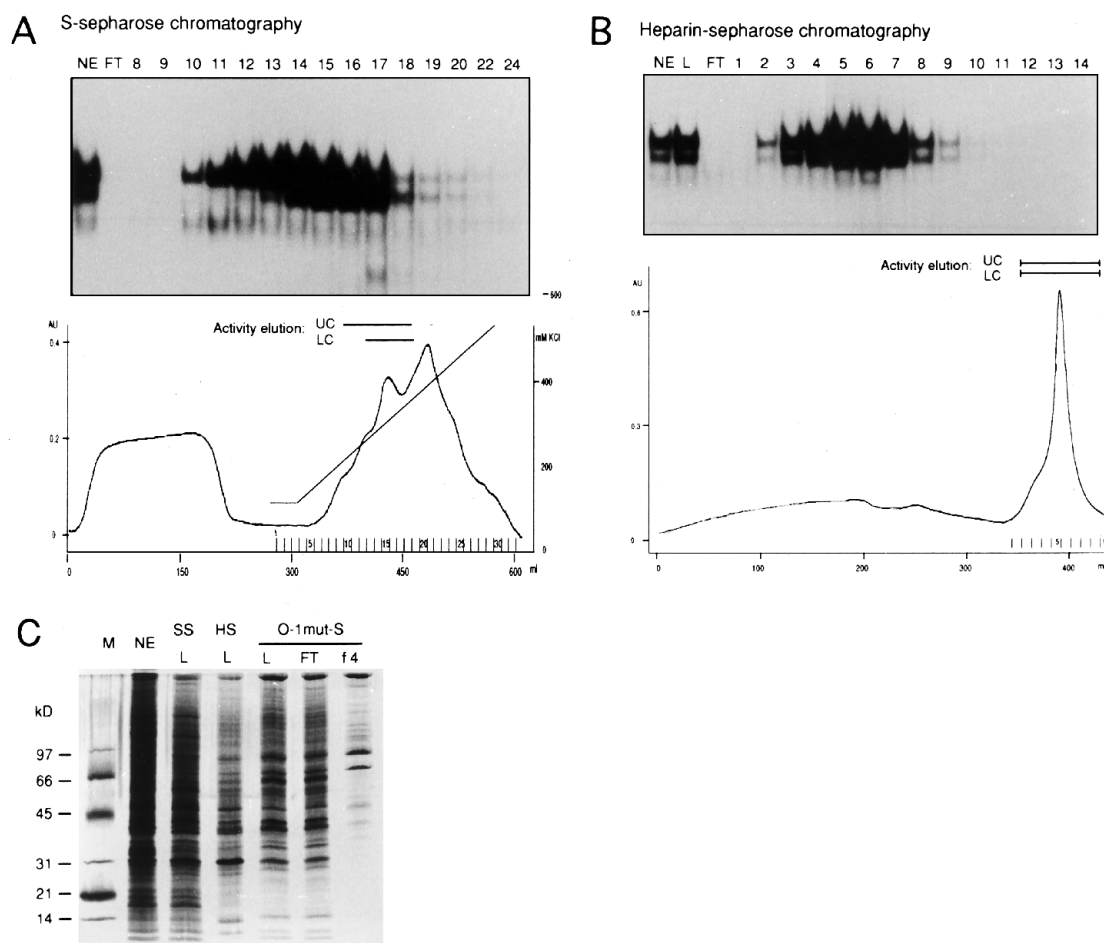 A S-sepharose chromatography
NE FT 8 9 10 11 12 13 14 15 16 17 18 19 20 22 24
500
AU
Activity elution: UC
LC
mM KCl
0.4
400
0.2
200
0
5 10 15 20 30
0
0 150 300 450 600 ml
B Heparin-sepharose chromatography
NE L FT 1 2 3 4 5 6 7 8 9 10 11 12 13 14
Activity elution: UC
LC
AU
0.6
0.3
0
5
0 100 200 300 400 m
C
M NE SS HS O-1mut-S
L L L FT f 4
kD
97
66
45
31
21
14